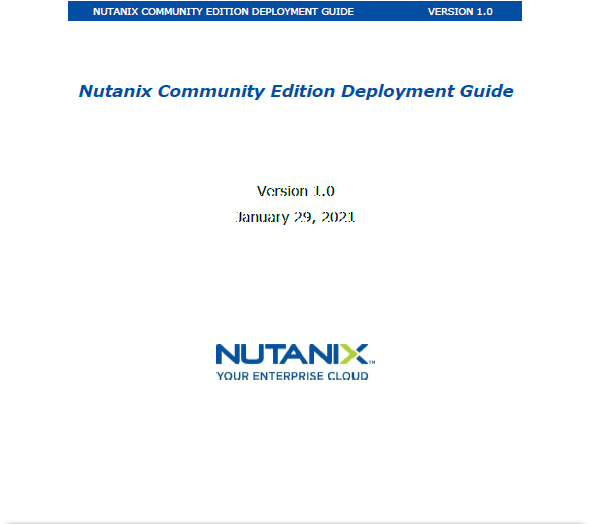 NUTANIX COMMUNITY EDITION DEPLOYMENT GUIDE VERSION 1.0
Nutanix Community Edition Deployment Guide
Version 1.0
January 29, 2021
NUTANIX™
YOUR ENTERPRISE CLOUD